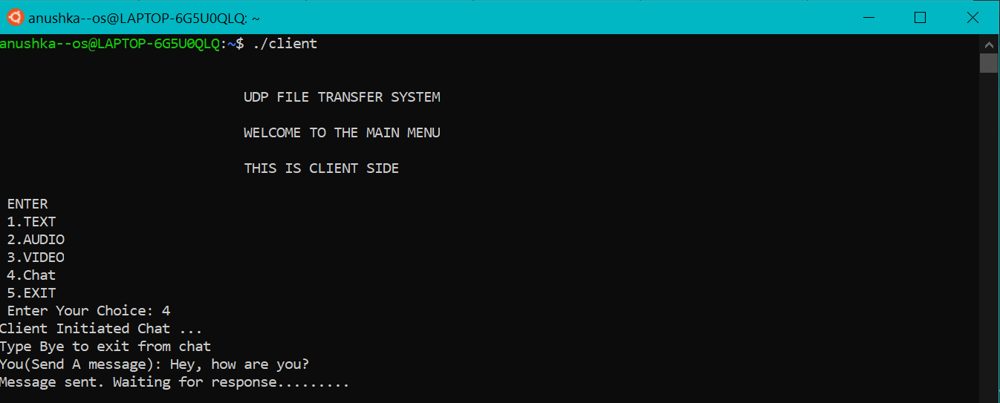 anushka--os@LAPTOP-6G5U0QLQ: ~
anushka--os@LAPTOP-6G5U0QLQ:~$ ./client
UDP FILE TRANSFER SYSTEM
WELCOME TO THE MAIN MENU
THIS IS CLIENT SIDE
ENTER
1.TEXT
2.AUDIO
3.VIDEO
4.Chat
5.EXIT
Enter Your Choice: 4
Client Initiated Chat ...
Type Bye to exit from chat
You(Send A message): Hey, how are you?
Message sent. Waiting for response.........